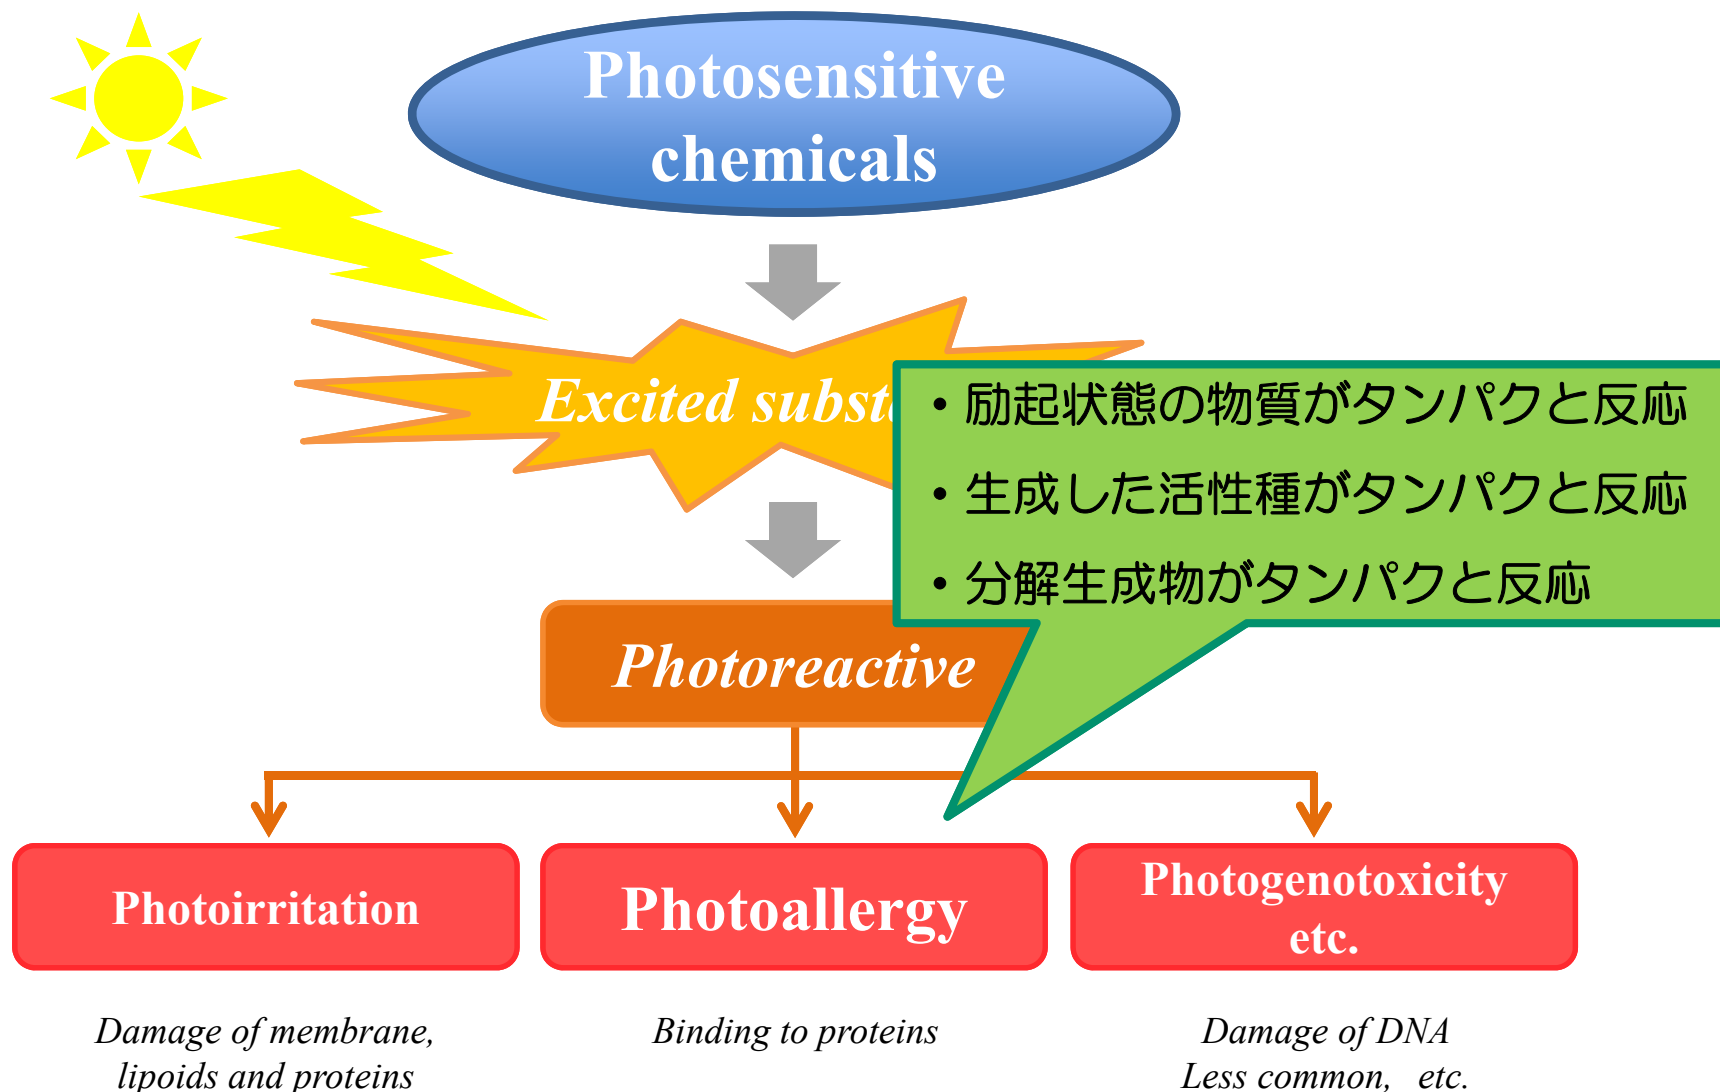 Photosensitive
chemicals
Excited
• 励起状態の物質がタンパクと反応
• 生成した活性種がタンパクと反応
• 分解生成物がタンパクと反応
Photoreactive
Photoirritation
Photoallergy
Photogenotoxicity
etc.
Damage of membrane,
lipoids and proteins
Binding to proteins
Damage of DNA
Less common, etc.